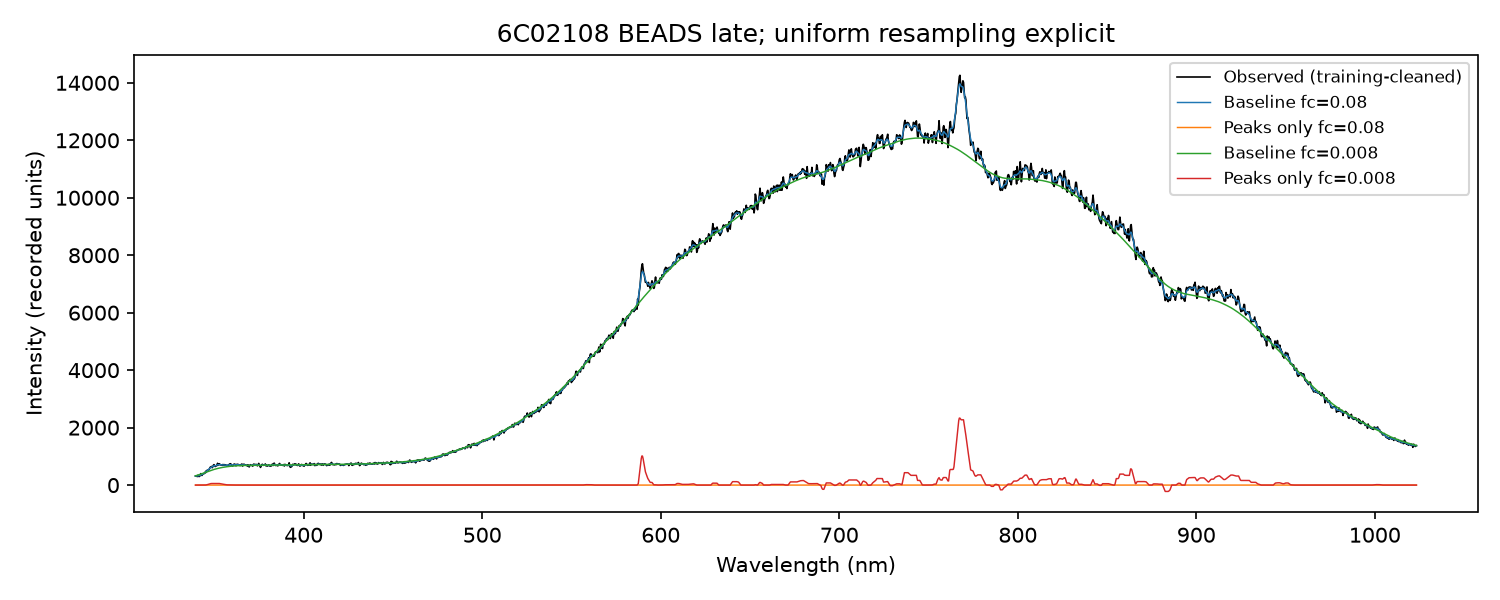 6C02108 BEADS late; uniform resampling explicit
Intensity (recorded units)
14000
12000
10000
8000
6000
4000
2000
0
Observed (training-cleaned)
Baseline fc=0.08
Peaks only fc=0.08
Baseline fc=0.008
Peaks only fc=0.008
400 500 600 700 800 900 1000
Wavelength (nm)